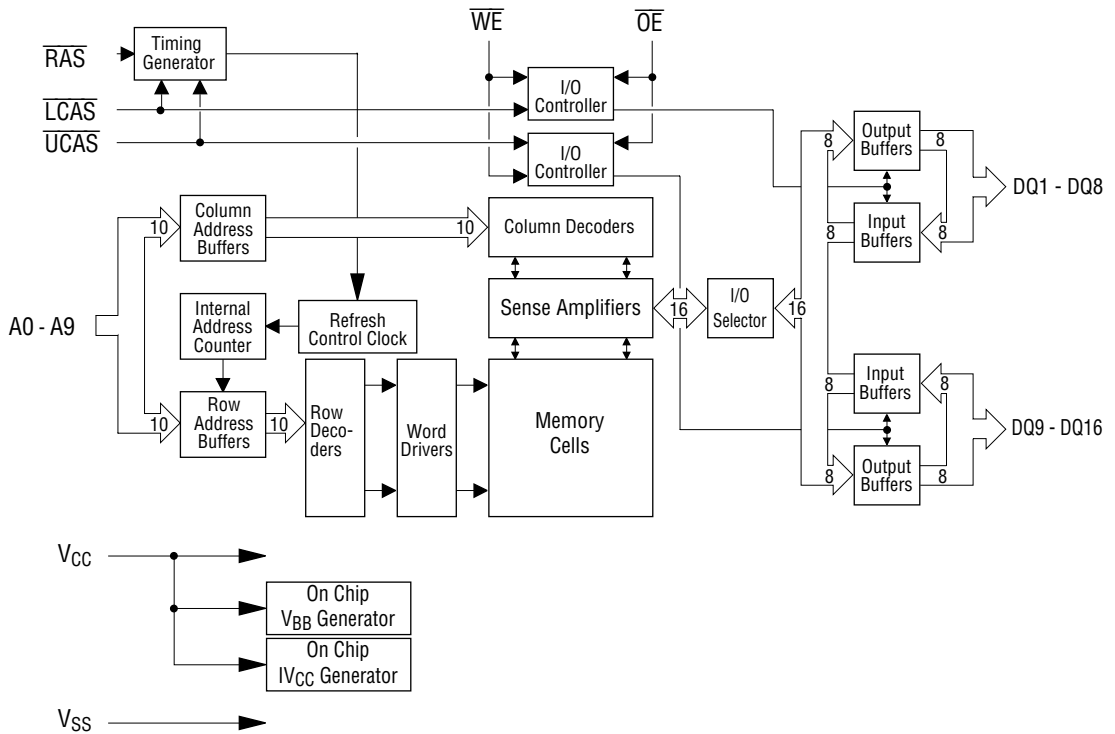 WE
OE
RAS
Timing
Generator
I/O
Controller
LCAS
UCAS
I/O
Controller
Output
Buffers
8
8
DQ1 - DQ8
Input
Buffers
8
8
10
Column
Address
Buffers
10
Column Decoders
A0 - A9
Internal
Address
Counter
Refresh
Control Clock
Sense Amplifiers
16
I/O
Selector
16
10
Row
Address
Buffers
10
Row
Deco-
ders
Word
Drivers
Memory
Cells
Input
Buffers
8
8
DQ9 - DQ16
Output
Buffers
8
8
VCC
On Chip
VBB Generator
On Chip
IVCC Generator
VSS